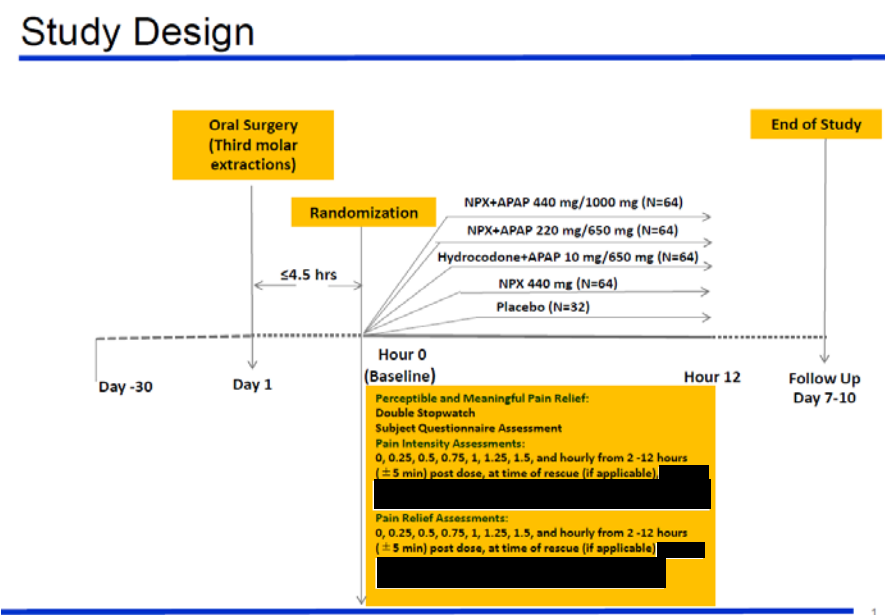 Study Design
Oral Surgery
(Third molar
extractions)
End of Study
Randomization
NPX+APAP 440 mg/1000 mg (N=64)
NPX+APAP 220 mg/650 mg (N=64)
Hydrocodone+APAP 10 mg/650 mg (N=64)
NPX 440 mg (N=64)
Placebo (N=32)
≤4.5 hrs
Day -30
Day 1
Hour 0
(Baseline)
Hour 12
Follow Up
Day 7-10
Perceptible and Meaningful Pain Relief:
Double Stopwatch
Subject Questionnaire Assessment
Pain Intensity Assessments:
0, 0.25, 0.5, 0.75, 1, 1.25, 1.5, and hourly from 2 -12 hours
(±5 min) post dose, at time of rescue (if applicable),
Pain Relief Assessments:
0, 0.25, 0.5, 0.75, 1, 1.25, 1.5, and hourly from 2 -12 hours
(±5 min) post dose, at time of rescue (if applicable)
1